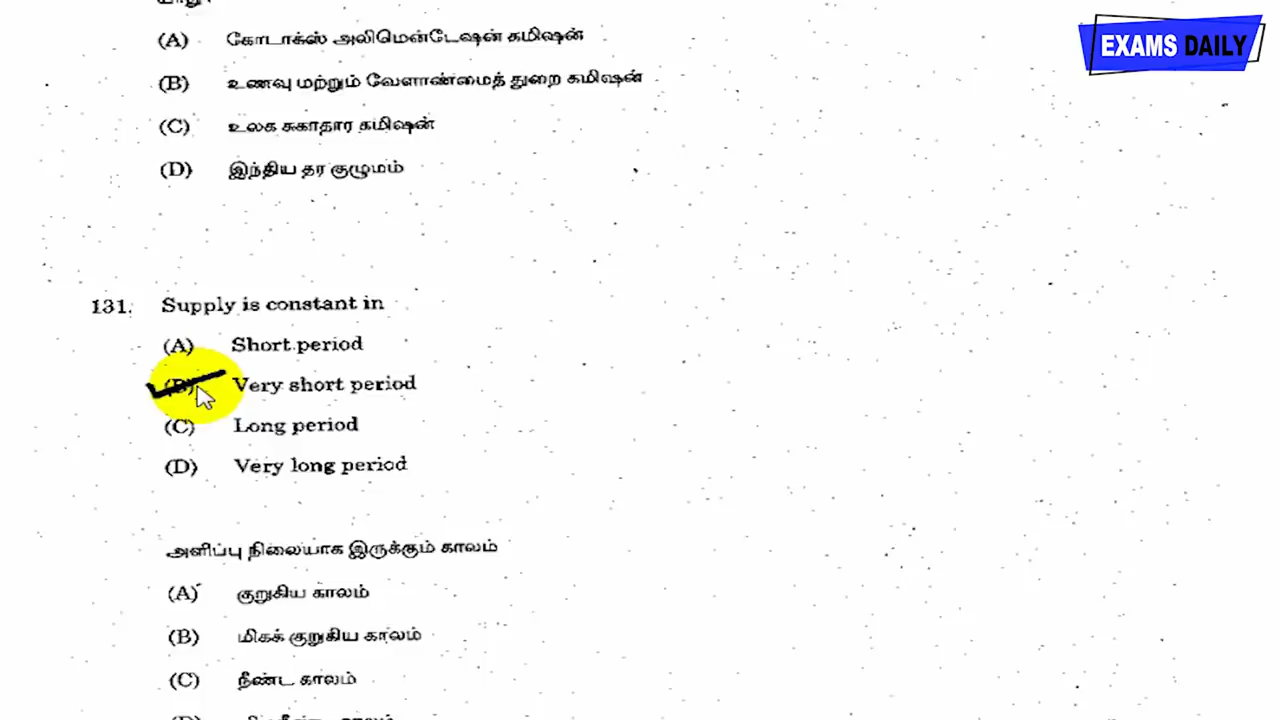 EXAMS DAILY
(A) கோடாக்ஸ் அலிமென்டேஷன் கமிஷன்
(B) உணவு மற்றும் வேளாண்மைத் துறை கமிஷன்
(C) உலக சுகாதார கமிஷன்
(D) இந்திய தர குழுமம்
131. Supply is constant in
(A) Short period
(B) Very short period
(C) Long period
(D) Very long period
அளிப்பு நிலையாக இருக்கும் காலம்
(A) குறுகிய காலம்
(B) மிகக் குறுகிய காலம்
(C) நீண்ட காலம்